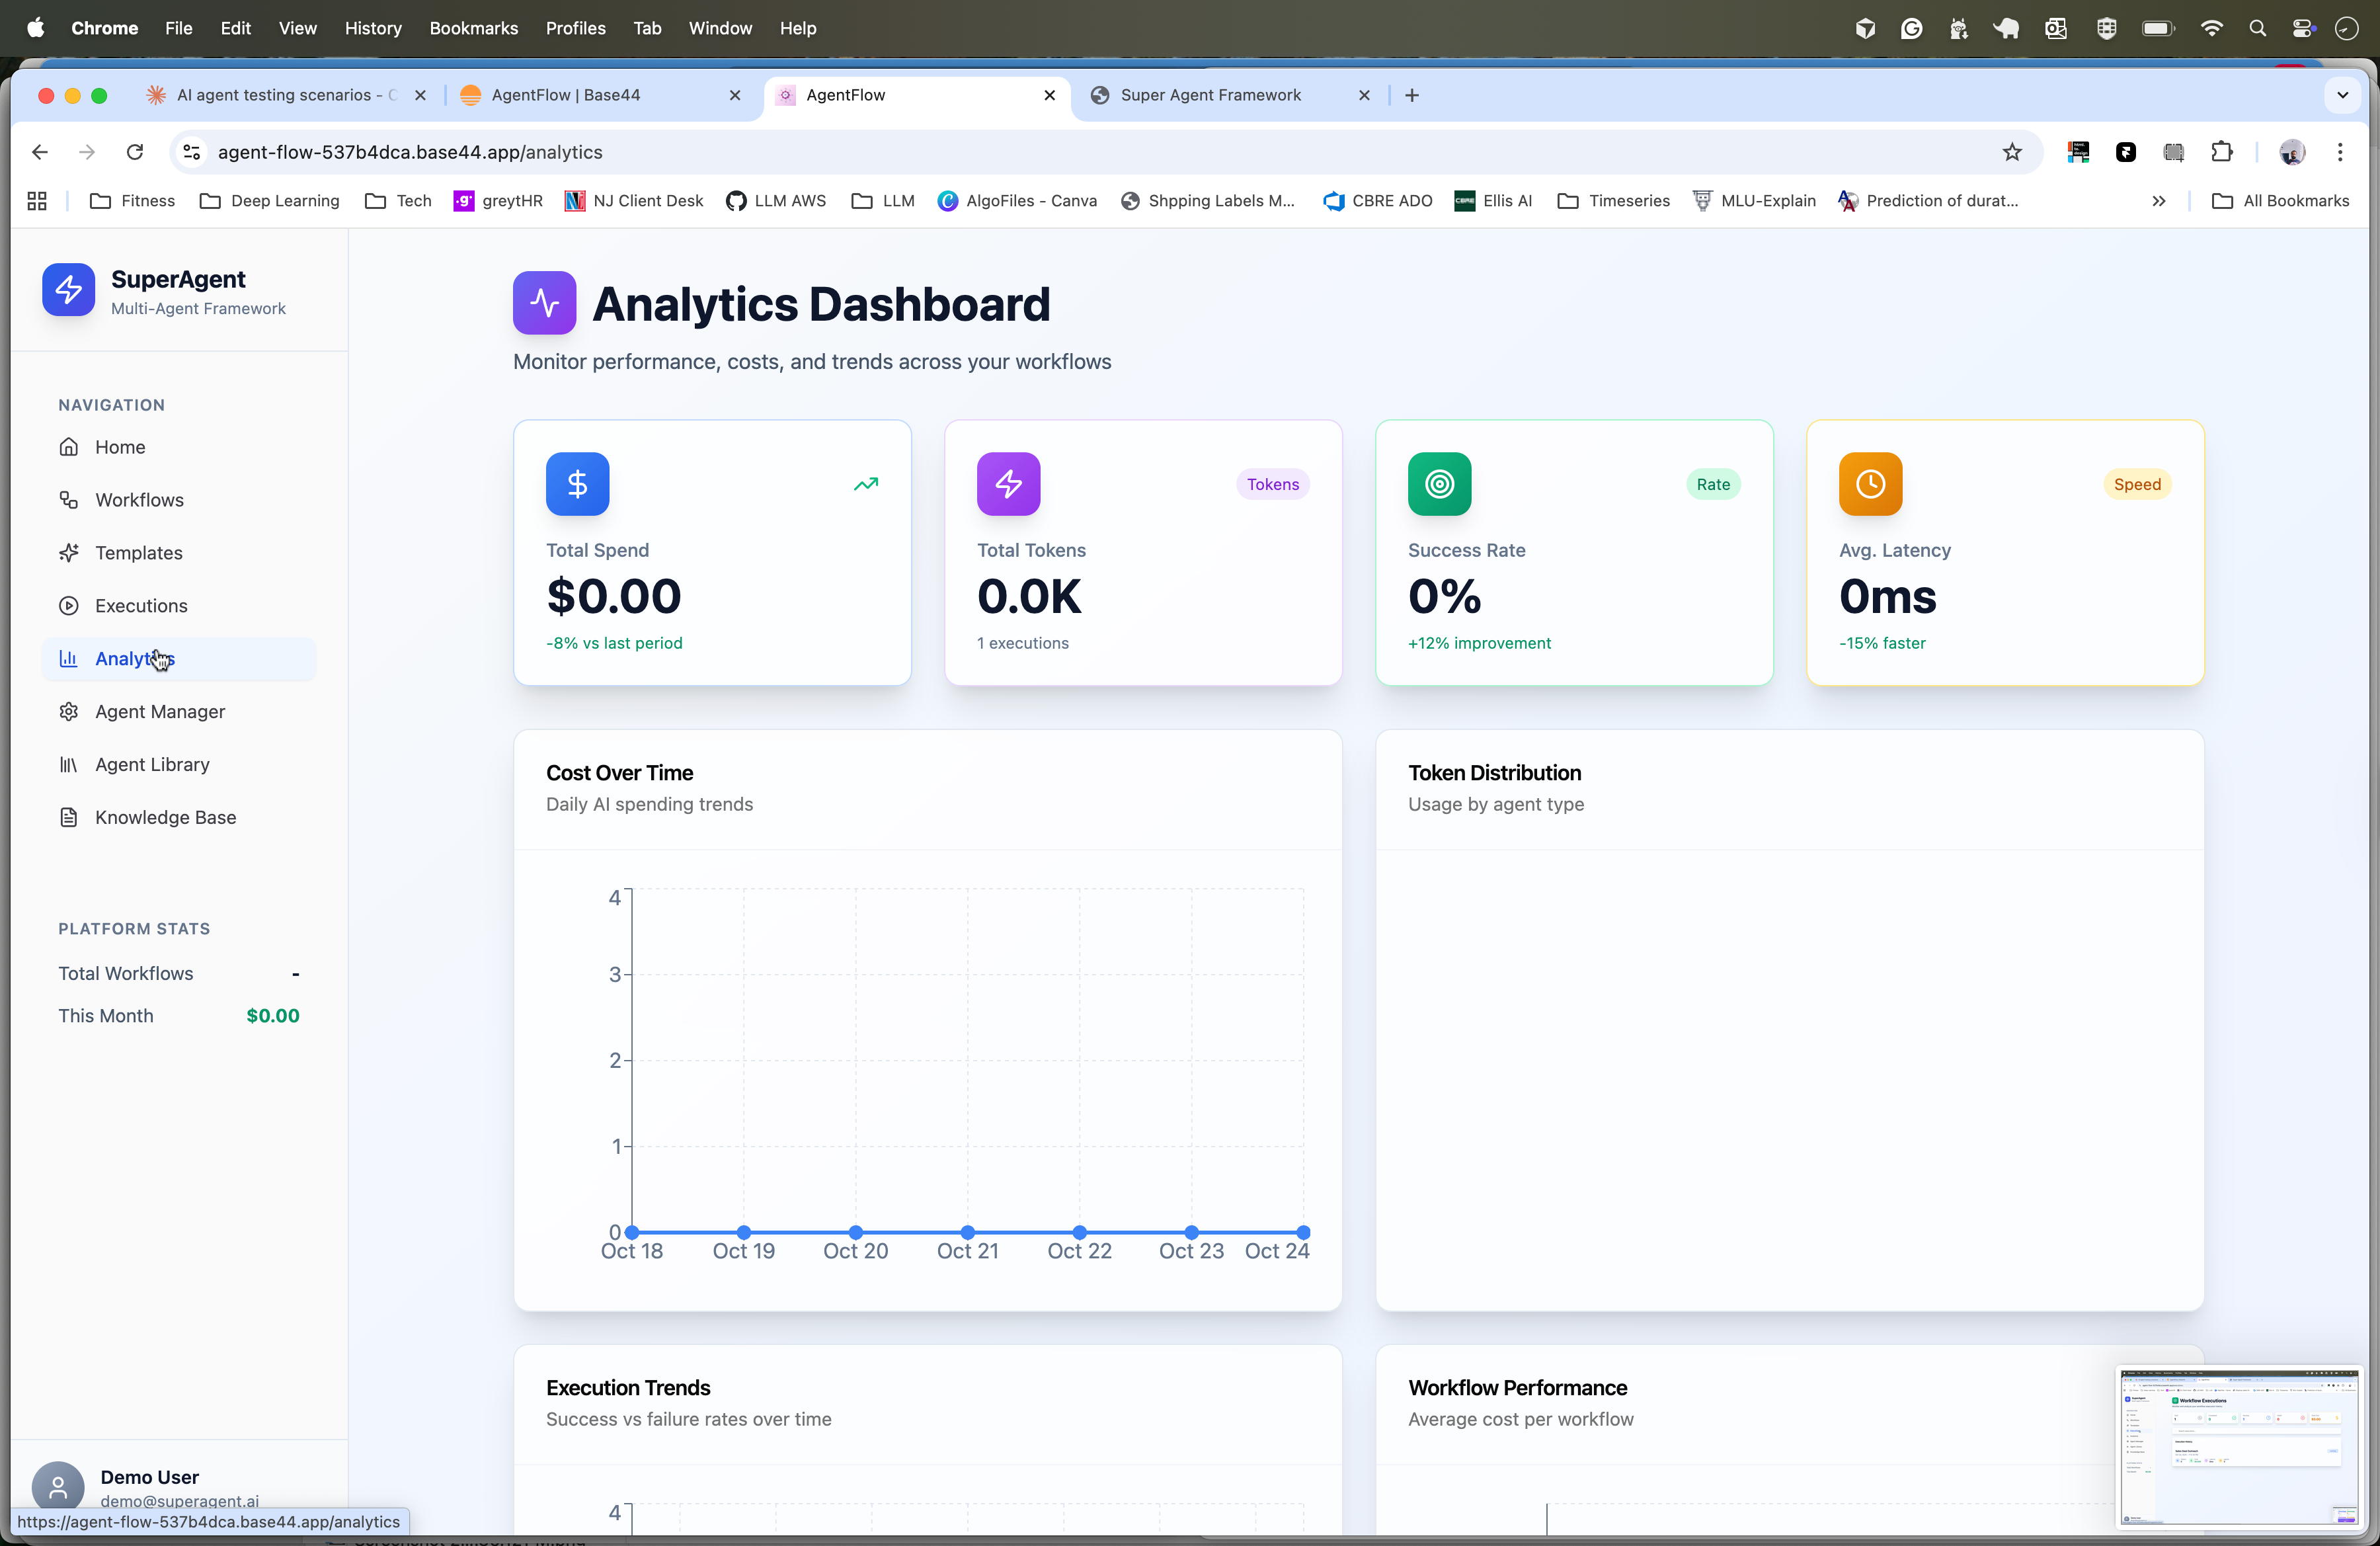 Chrome File Edit View History Bookmarks Profiles Tab Window Help
AI agent testing scenarios - C
AgentFlow | Base44
AgentFlow
Super Agent Framework
agent-flow-537b4dca.base44.app/analytics
Fitness
Deep Learning
Tech
greytHR
NJ Client Desk
LLM AWS
LLM
AlgoFiles - Canva
Shpping Labels M...
CBRE ADO
Ellis AI
Timeseries
MLU-Explain
Prediction of durat...
All Bookmarks
SuperAgent
Multi-Agent Framework
NAVIGATION
Home
Workflows
Templates
Executions
Analytics
Agent Manager
Agent Library
Knowledge Base
PLATFORM STATS
Total Workflows -
This Month $0.00
Demo User
demo@superagent.ai
https://agent-flow-537b4dca.base44.app/analytics
Analytics Dashboard
Monitor performance, costs, and trends across your workflows
Total Spend
$0.00
-8% vs last period
Tokens
Total Tokens
0.0K
1 executions
Rate
Success Rate
0%
+12% improvement
Speed
Avg. Latency
0ms
-15% faster
Cost Over Time
Daily AI spending trends
4
3
2
1
0
Oct 18 Oct 19 Oct 20 Oct 21 Oct 22 Oct 23 Oct 24
Token Distribution
Usage by agent type
Execution Trends
Success vs failure rates over time
4
Workflow Performance
Average cost per workflow
Workflow Executions